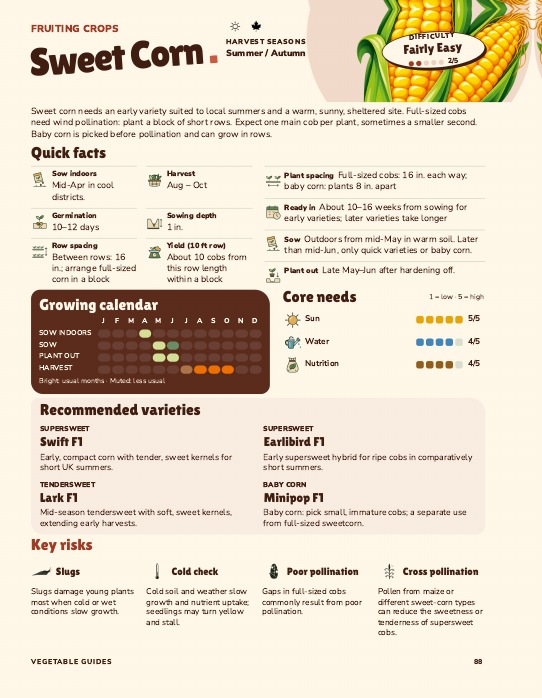 FRUITING CROPS
Sweet Corn.
HARVEST SEASONS
Summer / Autumn
DIFFICULTY
Fairly Easy
2/5
Sweet corn needs an early variety suited to local summers and a warm, sunny, sheltered site. Full-sized cobs
need wind pollination: plant a block of short rows. Expect one main cob per plant, sometimes a smaller second.
Baby corn is picked before pollination and can grow in rows.
Quick facts
Sow indoors
Mid-Apr in cool
districts.
Harvest
Aug – Oct
Plant spacing Full-sized cobs: 16 in. each way;
baby corn: plants 8 in. apart
Germination
10–12 days
Sowing depth
1 in.
Ready in About 10–16 weeks from sowing for
early varieties; later varieties take longer
Row spacing
Between rows: 16
in.; arrange full-sized
corn in a block
Yield (10 ft row)
About 10 cobs from
this row length
within a block
Sow Outdoors from mid-May in warm soil. Later
than mid-Jun, only quick varieties or baby corn.
Plant out Late May–Jun after hardening off.
Growing calendar
J F M A M J J A S O N D
SOW INDOORS
SOW
PLANT OUT
HARVEST
Bright: usual months · Muted: less usual
Core needs
1 = low · 5 = high
Sun 5/5
Water 4/5
Nutrition 4/5
Recommended varieties
SUPERSWEET
Swift F1
Early, compact corn with tender, sweet kernels for
short UK summers.
SUPERSWEET
Earlibird F1
Early supersweet hybrid for ripe cobs in comparatively
short summers.
TENDERSWEET
Lark F1
Mid-season tendersweet with soft, sweet kernels,
extending early harvests.
BABY CORN
Minipop F1
Baby corn: pick small, immature cobs; a separate use
from full-sized sweetcorn.
Key risks
Slugs
Slugs damage young plants
most when cold or wet
conditions slow growth.
Cold check
Cold soil and weather slow
growth and nutrient uptake;
seedlings may turn yellow
and stall.
Poor pollination
Gaps in full-sized cobs
commonly result from poor
pollination.
Cross pollination
Pollen from maize or
different sweet-corn types
can reduce the sweetness or
tenderness of supersweet
cobs.
VEGETABLE GUIDES
88